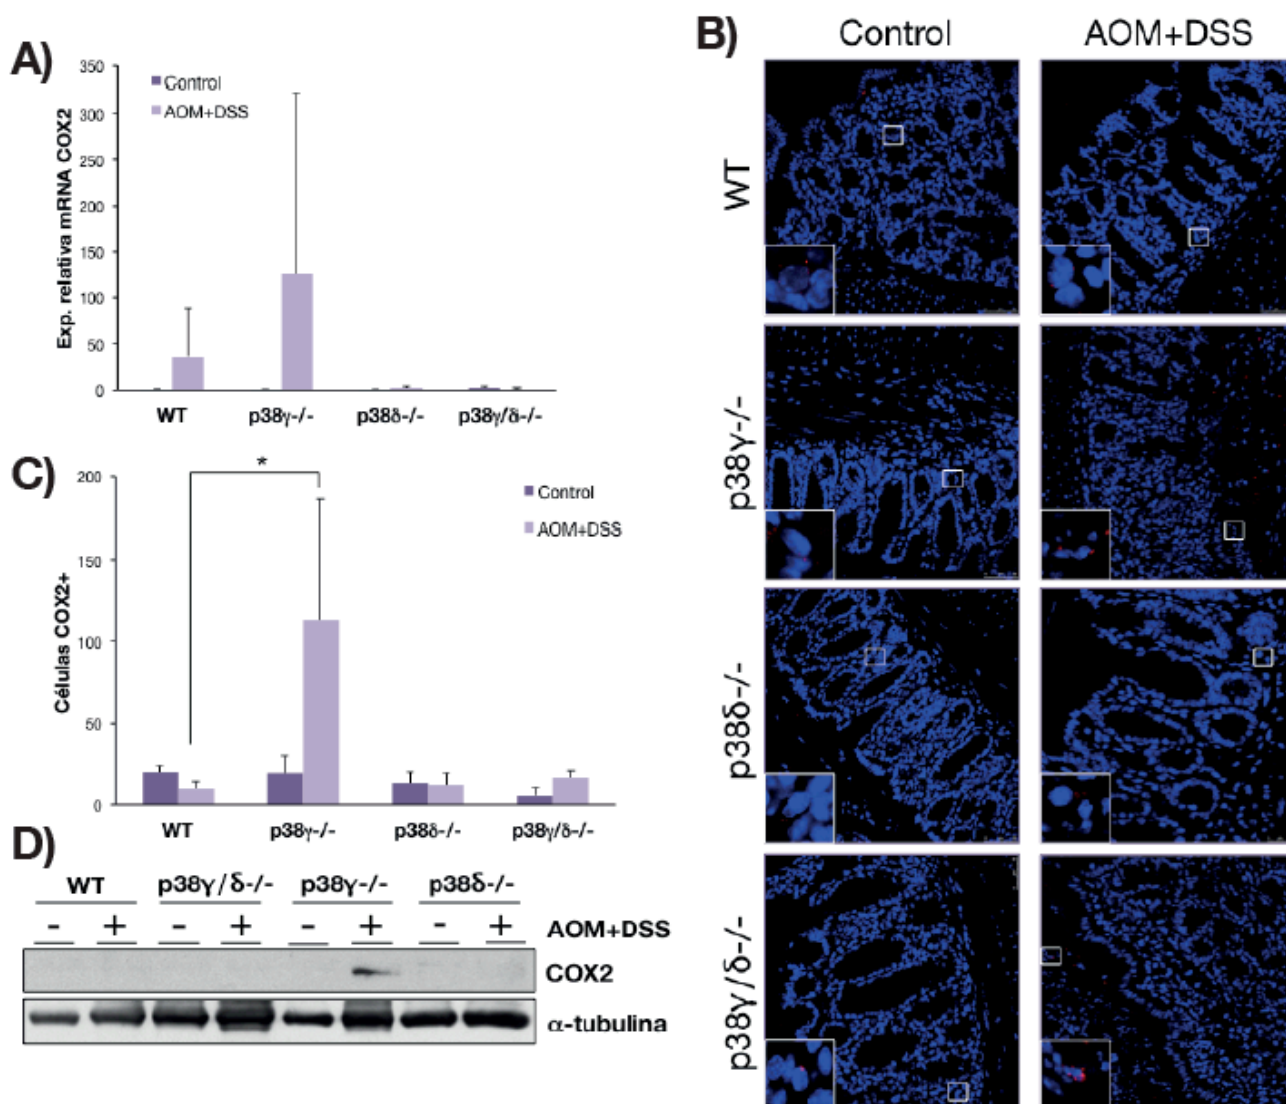 A)
350
300
250
200
150
100
50
0
Exp. relativa mRNA COX2
Control
AOM+DSS
WT
p38γ-/-
p38δ-/-
p38γ/δ-/-
B)
Control
AOM+DSS
WT
p38γ-/-
p38δ-/-
p38γ/δ-/-
C)
200
150
100
50
0
Células COX2+
*
Control
AOM+DSS
WT
p38γ-/-
p38δ-/-
p38γ/δ-/-
D)
WT p38γ/δ-/- p38γ-/- p38δ-/-
- + - + - + - + AOM+DSS
COX2
α-tubulina